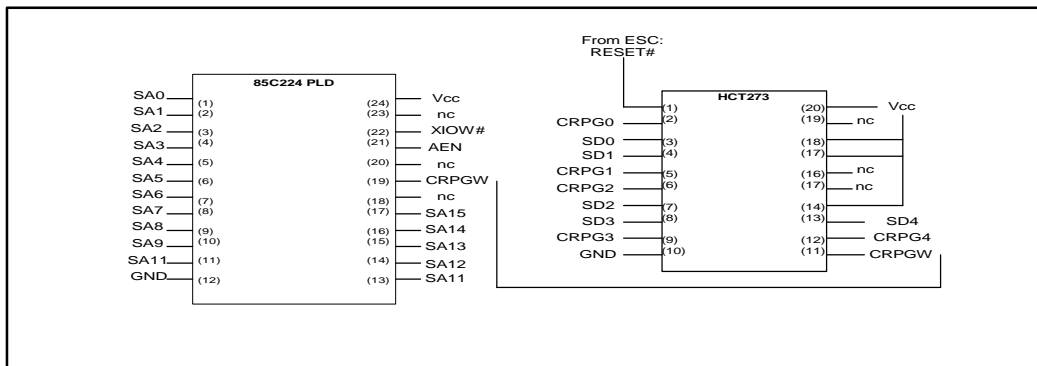 From ESC:
RESET#
85C224 PLD
SA0 (1) (24) Vcc
SA1 (2) (23) nc
SA2 (3) (22) XIOW#
SA3 (4) (21) AEN
SA4 (5) (20) nc
SA5 (6) (19) CRPGW
SA6 (7) (18) nc
SA7 (8) (17) SA15
SA8 (9) (16) SA14
SA9 (10) (15) SA13
SA11 (11) (14) SA12
GND (12) (13) SA11
HCT273
(1) (20) Vcc
CRPG0 (2) (19) nc
SD0 (3) (18)
SD1 (4) (17)
CRPG1 (5) (16) nc
CRPG2 (6) (17) nc
SD2 (7) (14)
SD3 (8) (13) SD4
CRPG3 (9) (12) CRPG4
GND (10) (11) CRPGW